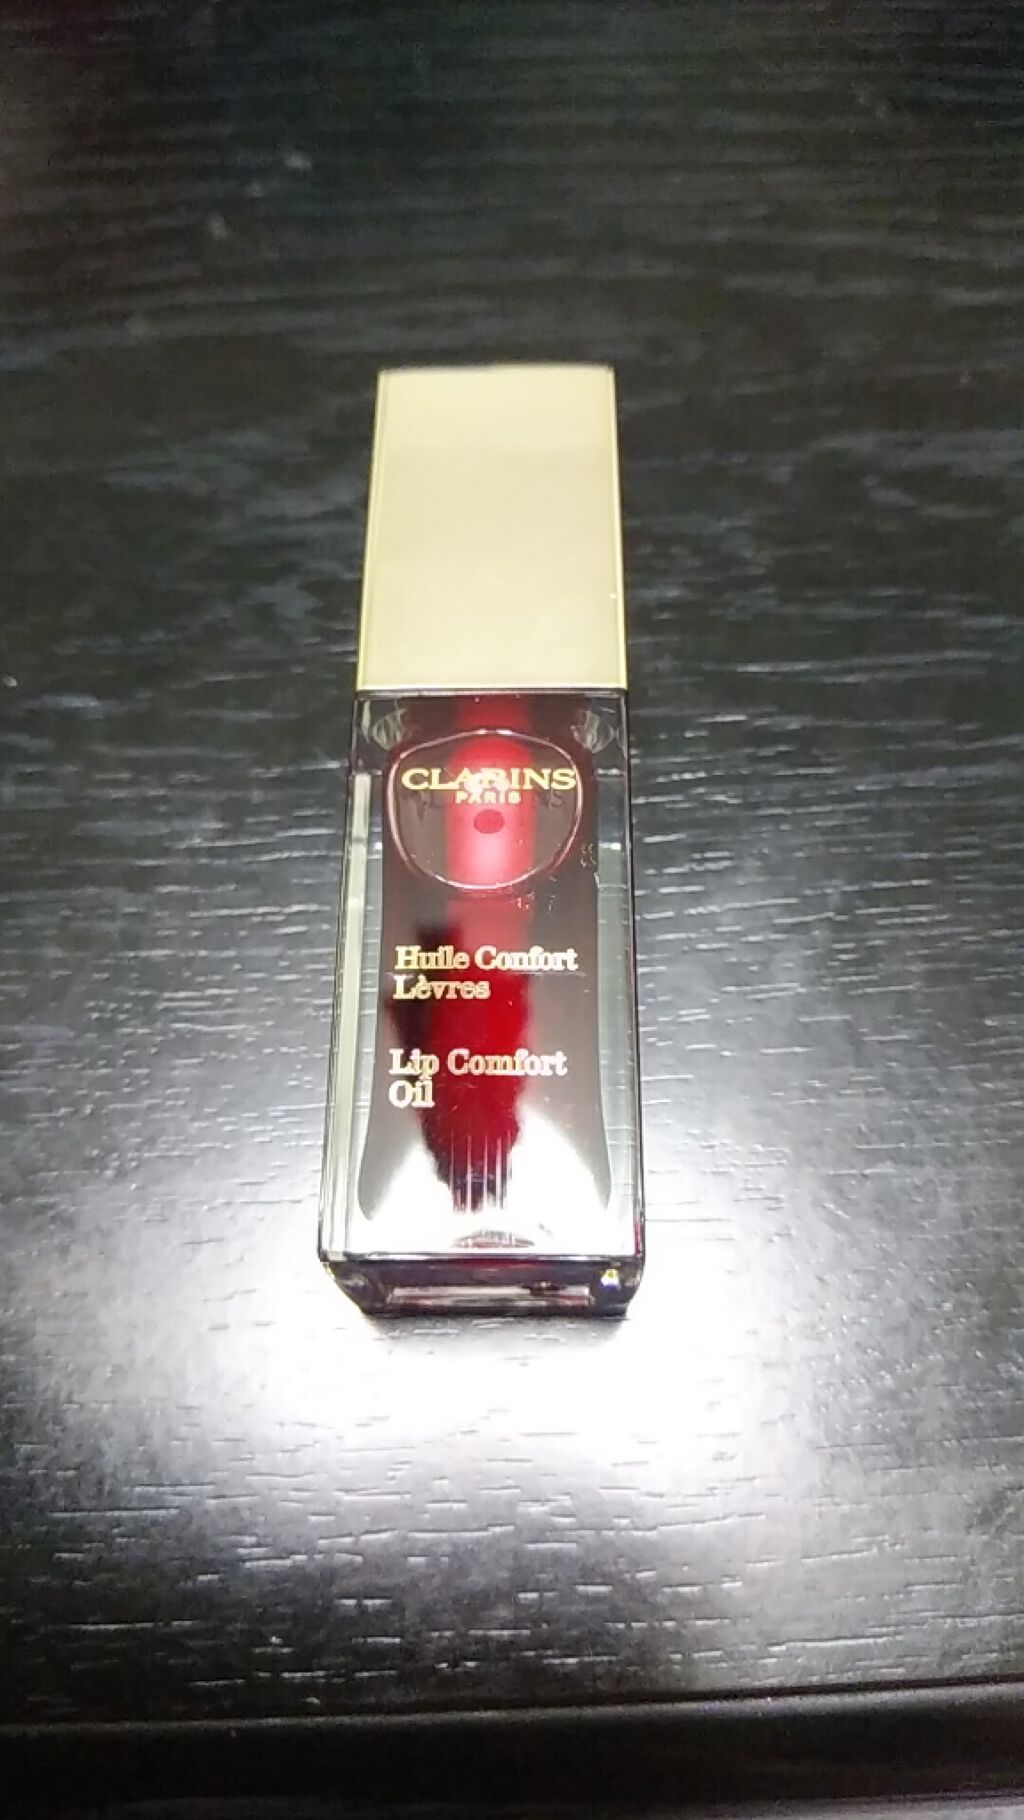 CLARINS
PARIS
Huile Confort
Lèvres
Lip Comfort
Oil